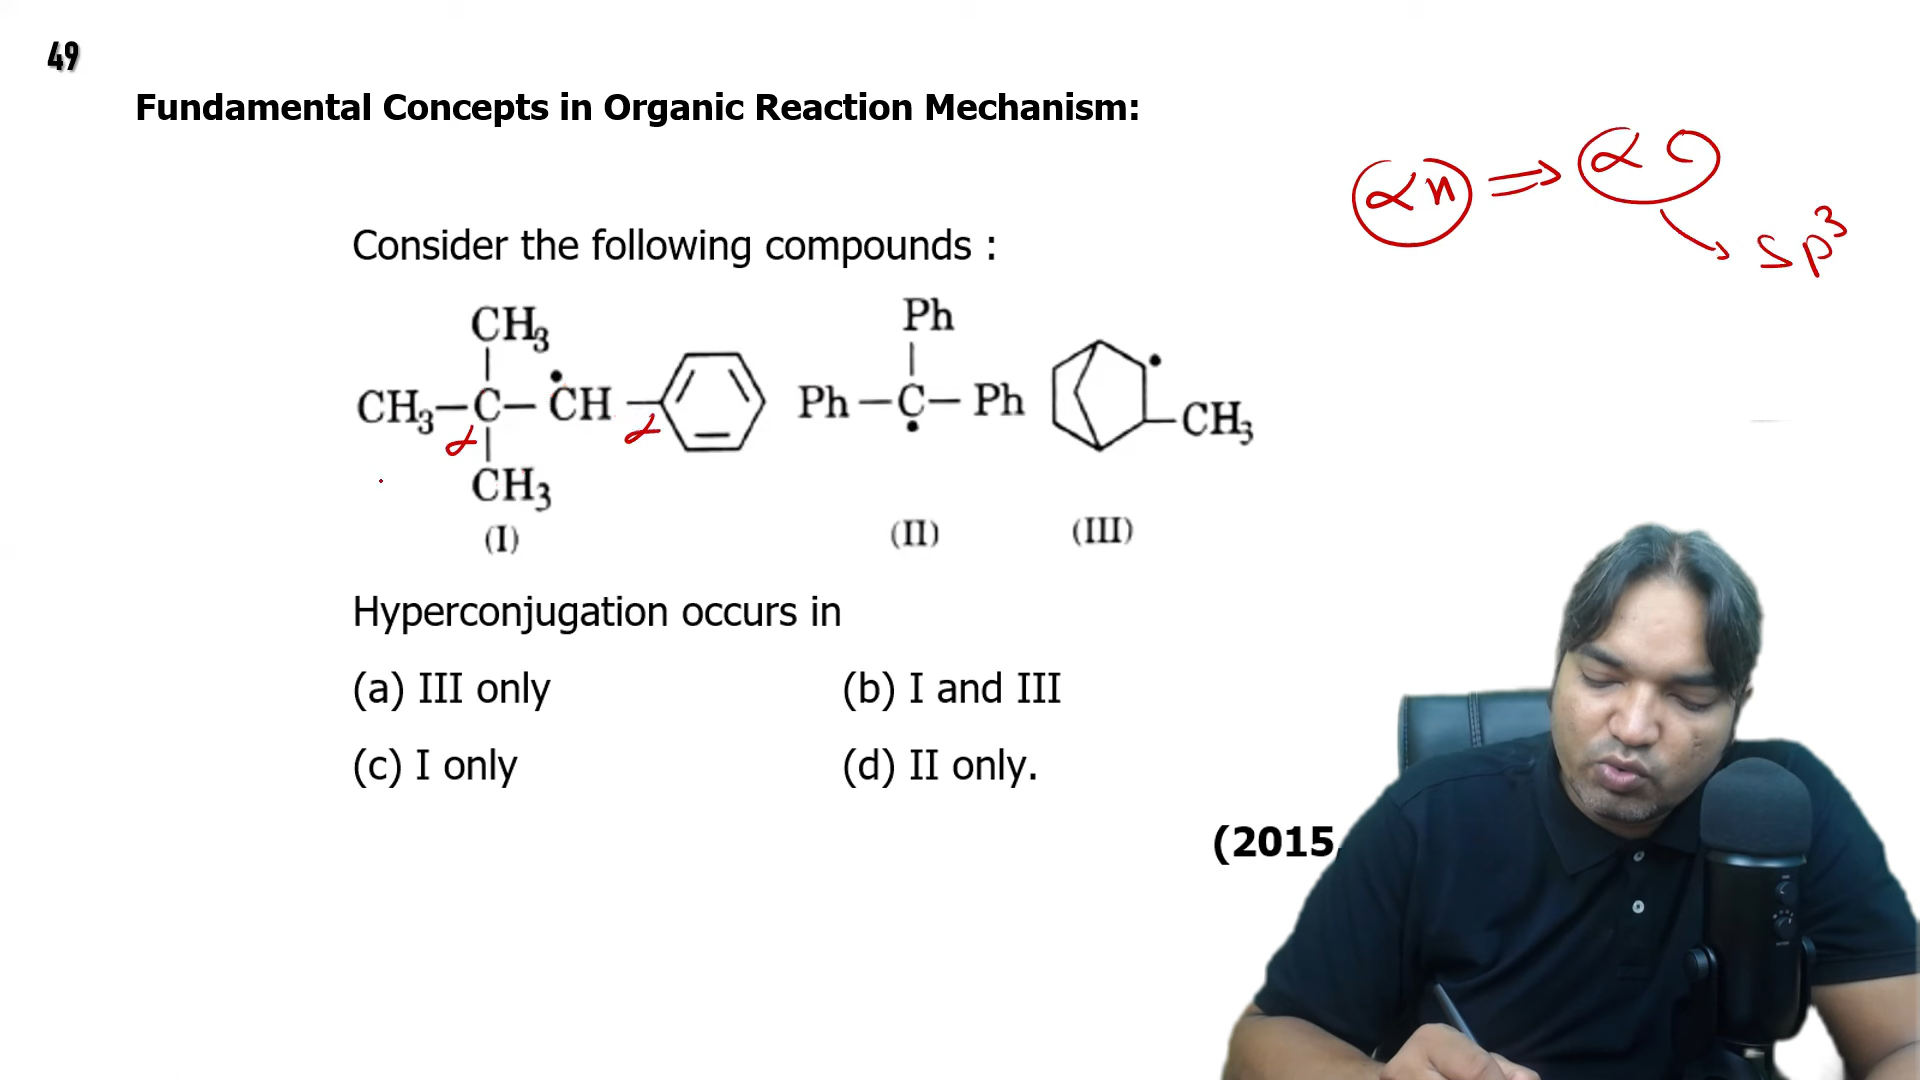 49
Fundamental Concepts in Organic Reaction Mechanism:
αH ⇒ α C
sp³
Consider the following compounds :
CH₃
CH₃—C—ĊH—
α α
CH₃
(I)
Ph
Ph—C—Ph
(II)
CH₃
(III)
Hyperconjugation occurs in
(a) III only (b) I and III
(c) I only (d) II only.
(2015,